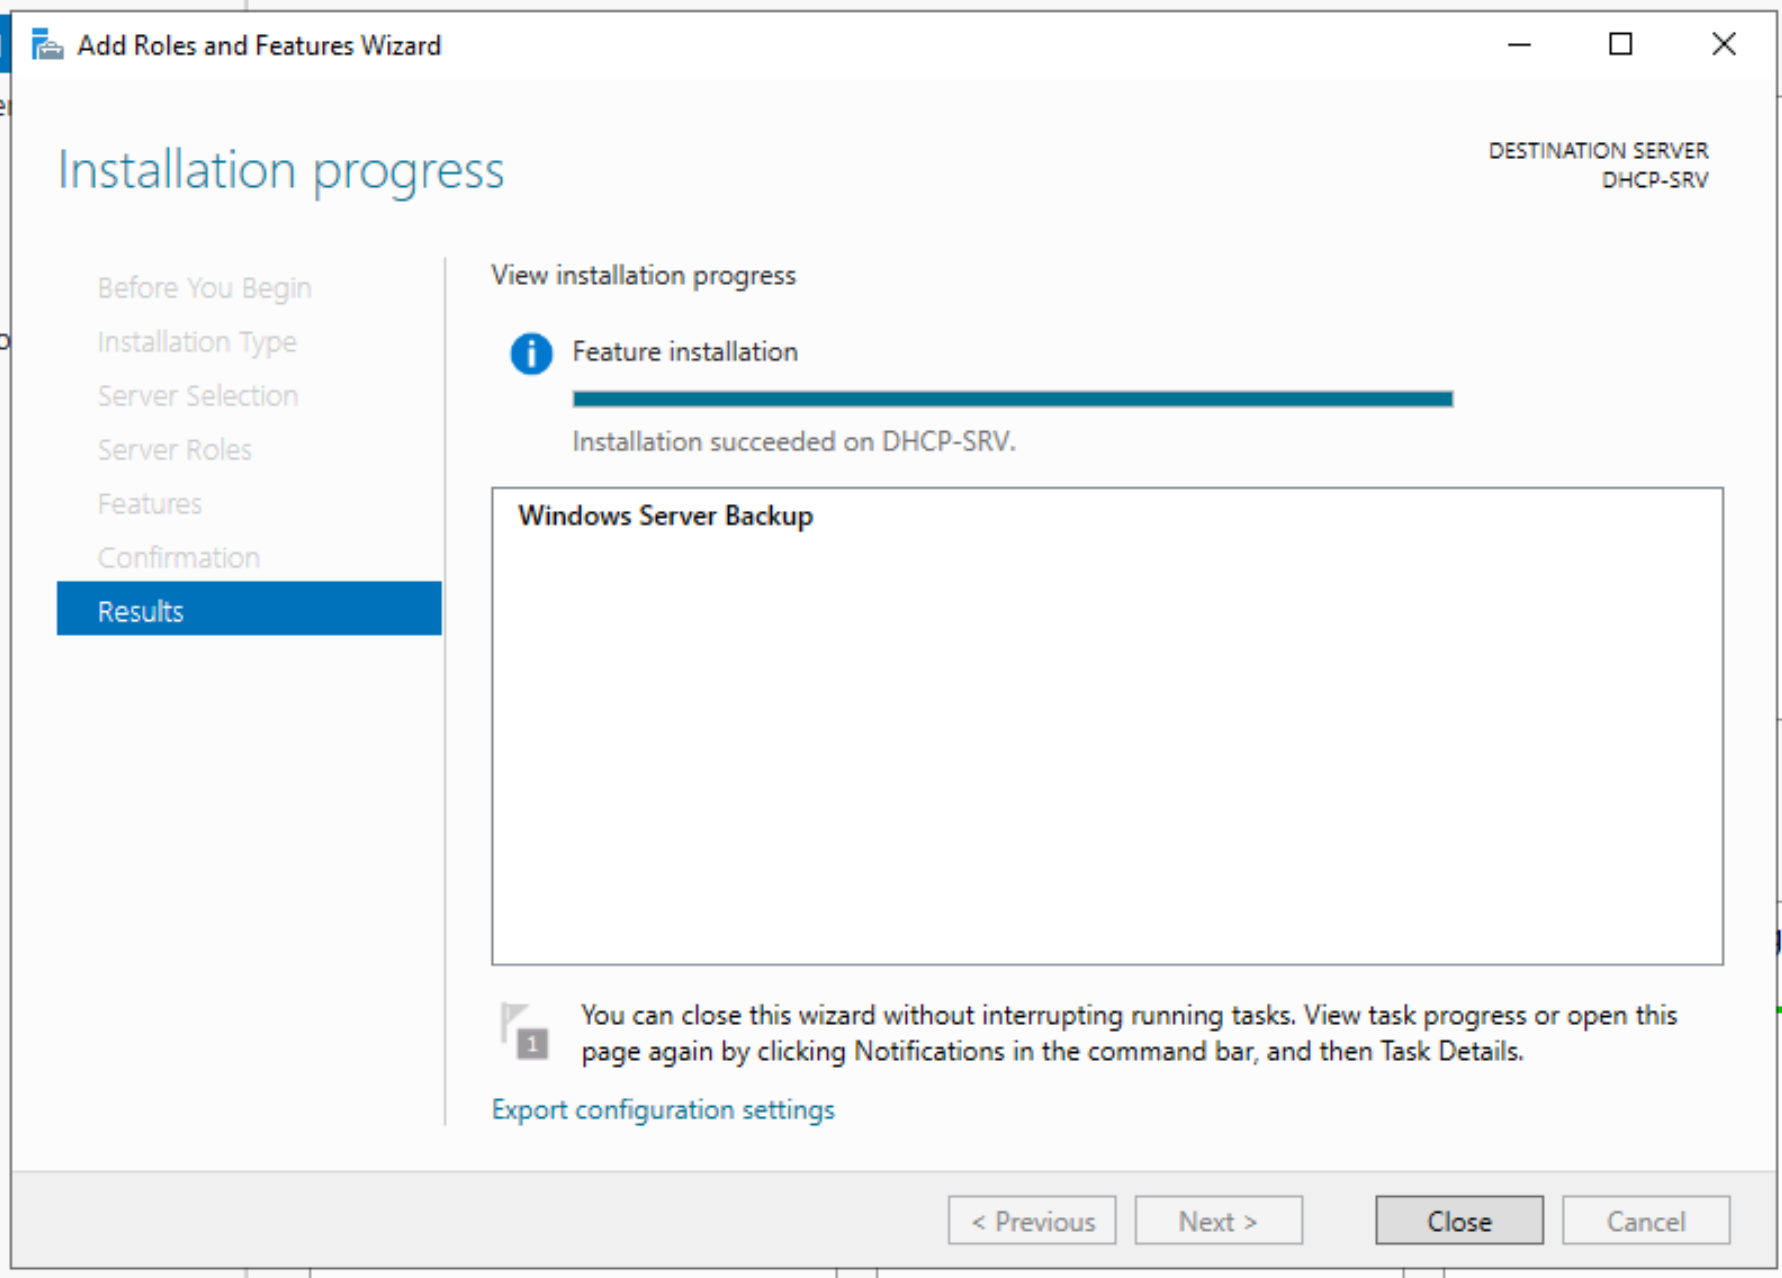 Add Roles and Features Wizard
Installation progress
DESTINATION SERVER
DHCP-SRV
Before You Begin
Installation Type
Server Selection
Server Roles
Features
Confirmation
Results
View installation progress
Feature installation
Installation succeeded on DHCP-SRV.
Windows Server Backup
1
You can close this wizard without interrupting running tasks. View task progress or open this
page again by clicking Notifications in the command bar, and then Task Details.
Export configuration settings
< Previous
Next >
Close
Cancel